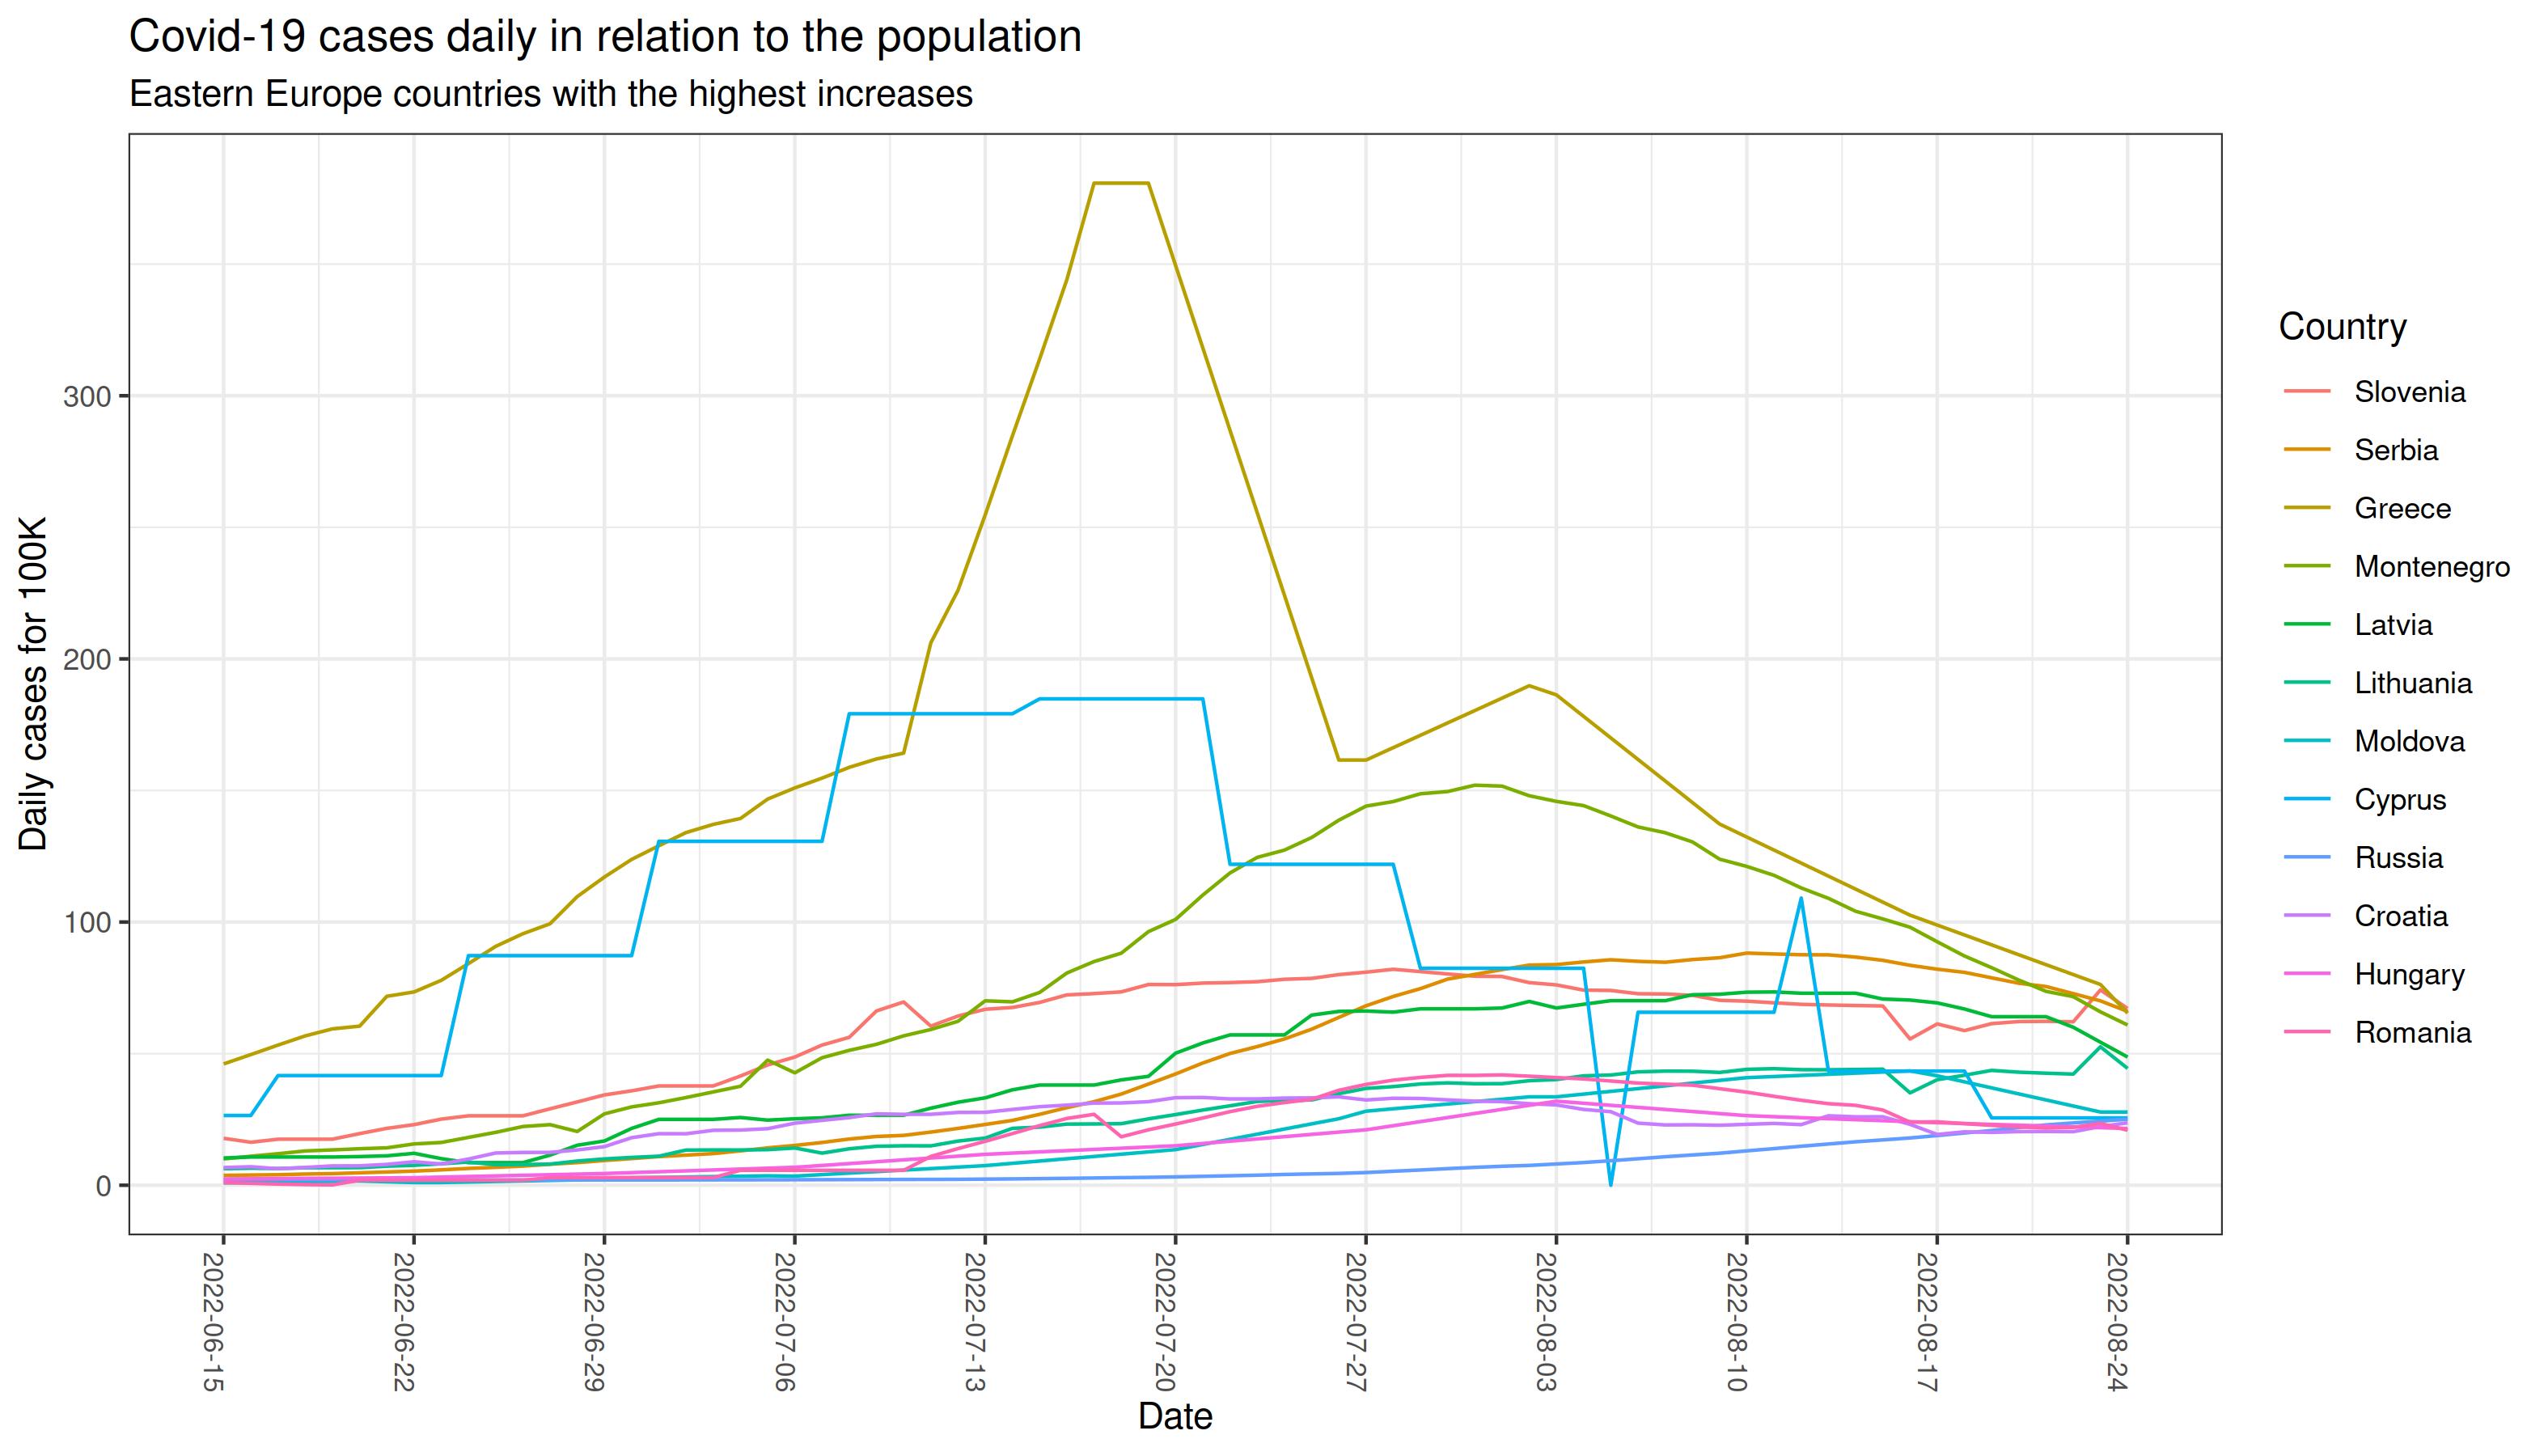 Covid-19 cases daily in relation to the population
Eastern Europe countries with the highest increases
Daily cases for 100K
300
200
100
0
2022-06-15
2022-06-22
2022-06-29
2022-07-06
2022-07-13
2022-07-20
2022-07-27
2022-08-03
2022-08-10
2022-08-17
2022-08-24
Date
Country
Slovenia
Serbia
Greece
Montenegro
Latvia
Lithuania
Moldova
Cyprus
Russia
Croatia
Hungary
Romania